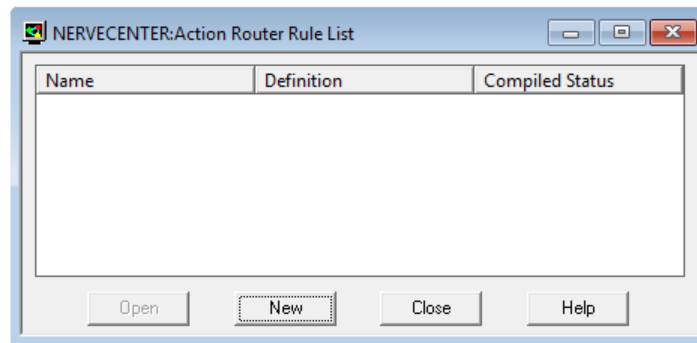 NERVECENTER:Action Router Rule List
Name Definition Compiled Status
Open New Close Help